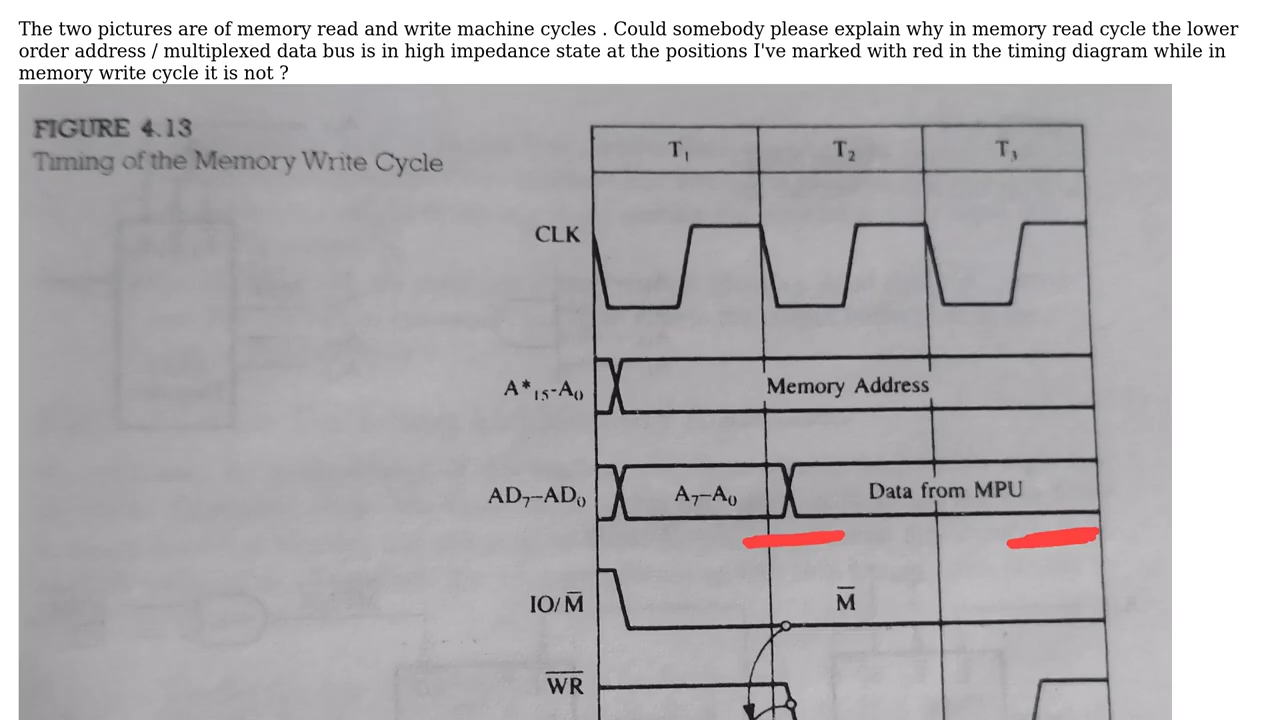 The two pictures are of memory read and write machine cycles . Could somebody please explain why in memory read cycle the lower
order address / multiplexed data bus is in high impedance state at the positions I've marked with red in the timing diagram while in
memory write cycle it is not ?
FIGURE 4.13
Timing of the Memory Write Cycle
T₁ T₂ T₃
CLK
A*₁₅-A₀ Memory Address
AD₇–AD₀ A₇–A₀ Data from MPU
IO/M̅ M̅
W̅R̅